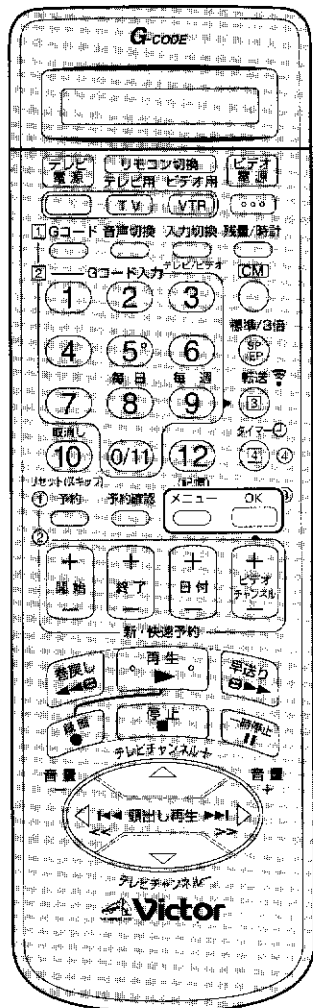 G-CODE
テレビ電源 リモコン切換 ビデオ電源
テレビ用 ビデオ用
TV VTR
1 Gコード 音声切換 入力切換 残量/時計
テレビ/ビデオ
2 Gコード入力 CM
1 2 3
標準/3倍
4 5 6 SP EP
毎日 毎週 転送
7 8 9 3
取消し タイマー
10 0/11 12 4 ④
リセット(スキップ)
① 予約 予約確認 メニュー OK
②
+ + + +
開始 終了 日付 ビデオチャンネル
- - - -
新!快速予約
巻戻し 再生 早送り
録画 停止 一時停止
テレビチャンネル+
音量 音量
- +
頭出し再生
<< >>
テレビチャンネル-
Victor